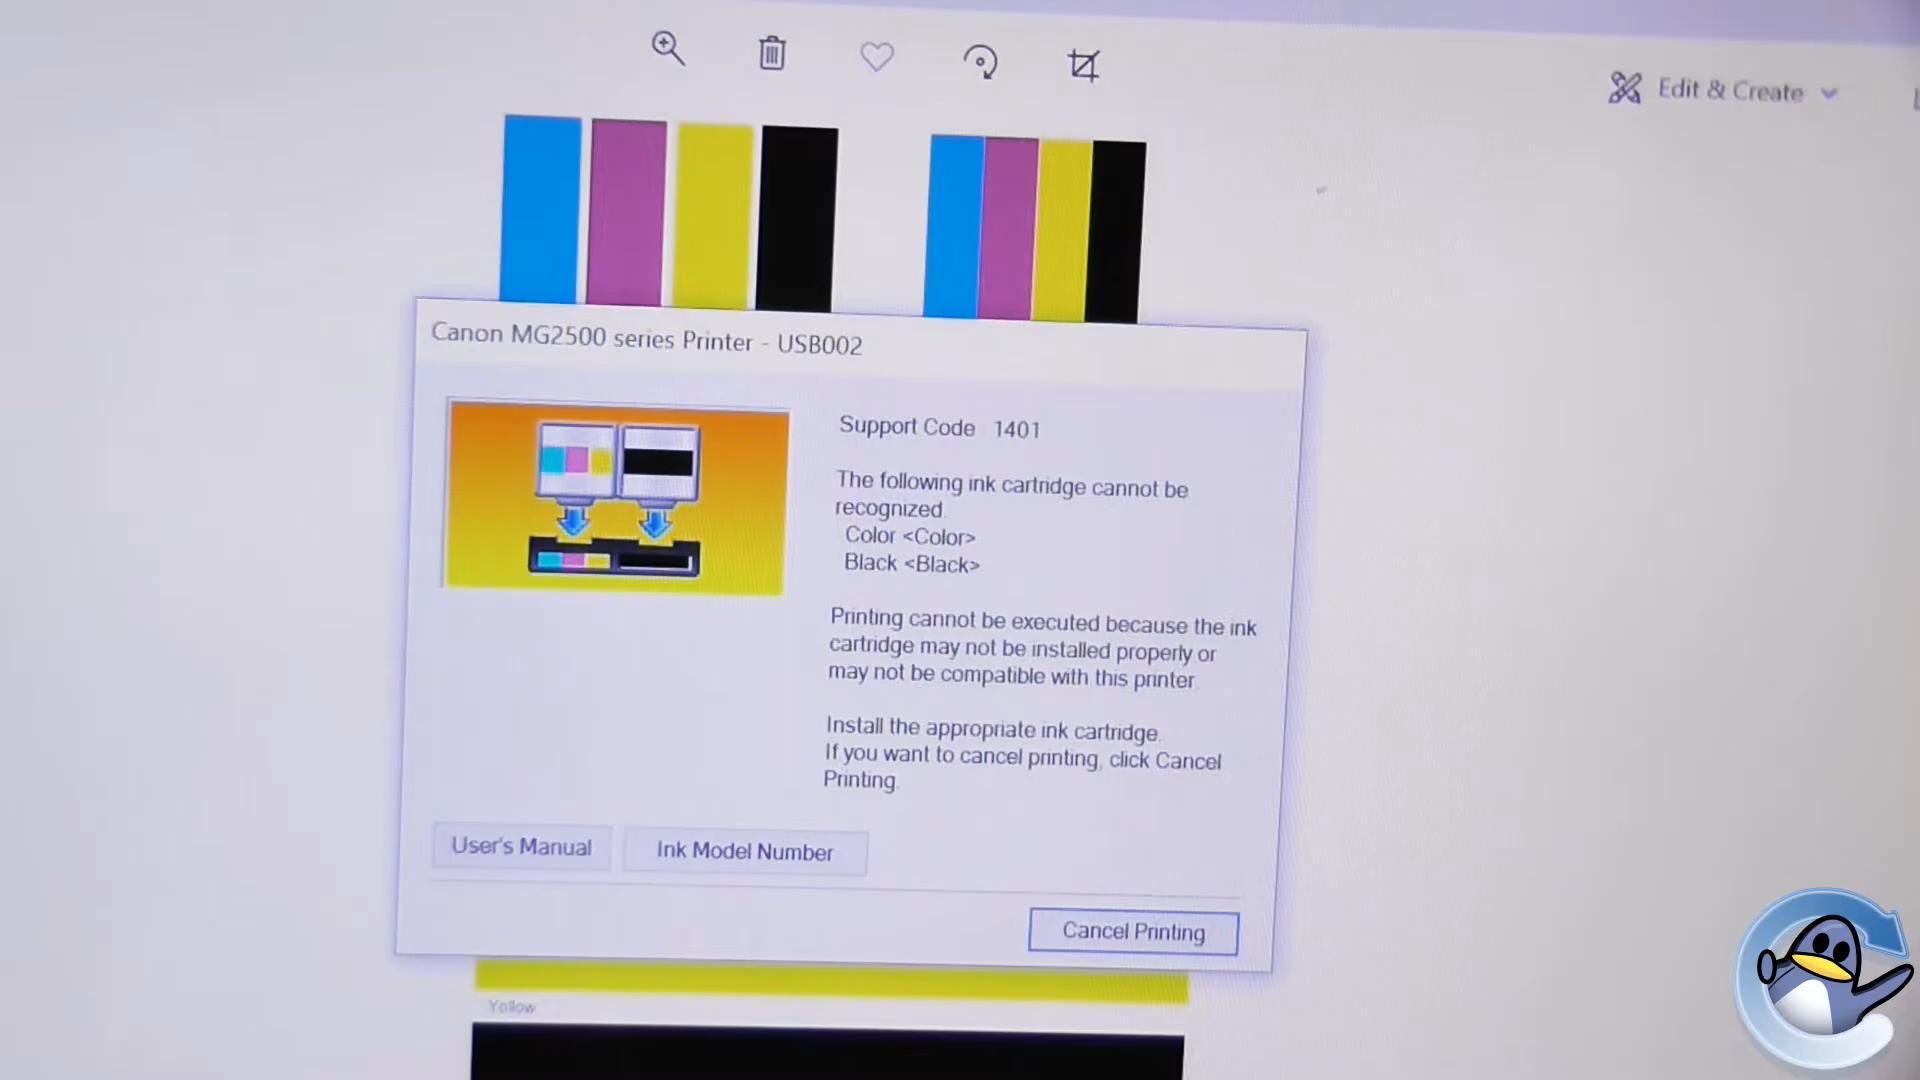 Edit & Create
Canon MG2500 series Printer - USB002
Support Code 1401
The following ink cartridge cannot be
recognized.
Color <Color>
Black <Black>
Printing cannot be executed because the ink
cartridge may not be installed properly or
may not be compatible with this printer.
Install the appropriate ink cartridge.
If you want to cancel printing, click Cancel
Printing.
User's Manual
Ink Model Number
Cancel Printing
Yellow